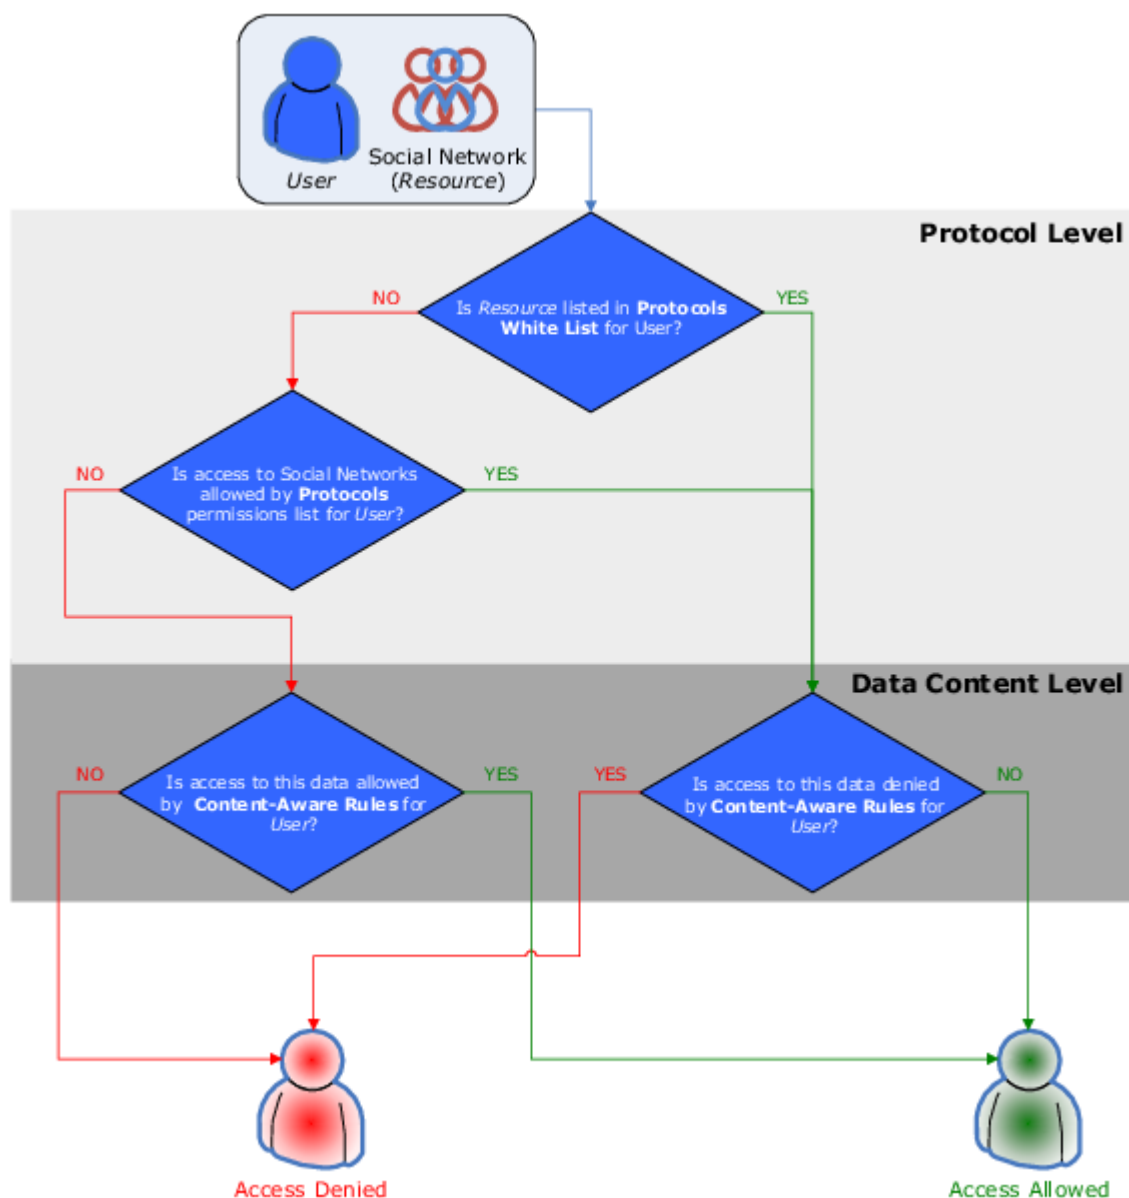 User
Social Network
(Resource)
Protocol Level
NO
Is Resource listed in Protocols
White List for User?
YES
NO
Is access to Social Networks
allowed by Protocols
permissions list for User?
YES
Data Content Level
NO
Is access to this data allowed
by Content-Aware Rules for
User?
YES
YES
Is access to this data denied
by Content-Aware Rules for
User?
NO
Access Denied
Access Allowed